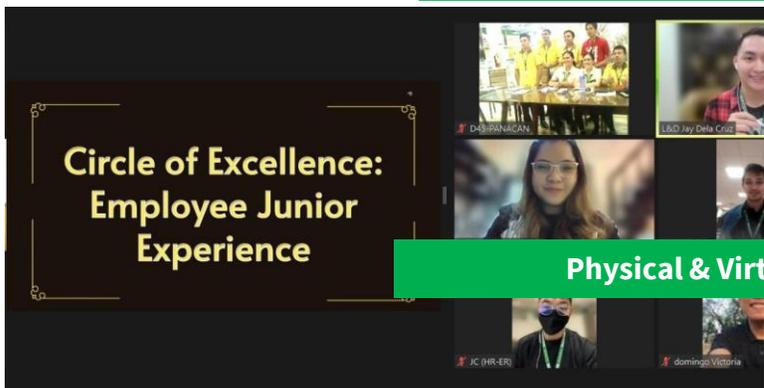 Circle of Excellence:
Employee Junior
Experience
D43-PANACAN
L&D Jay Dela Cruz
Physical & Virt
JC (HR-ER)
domingo Victoria